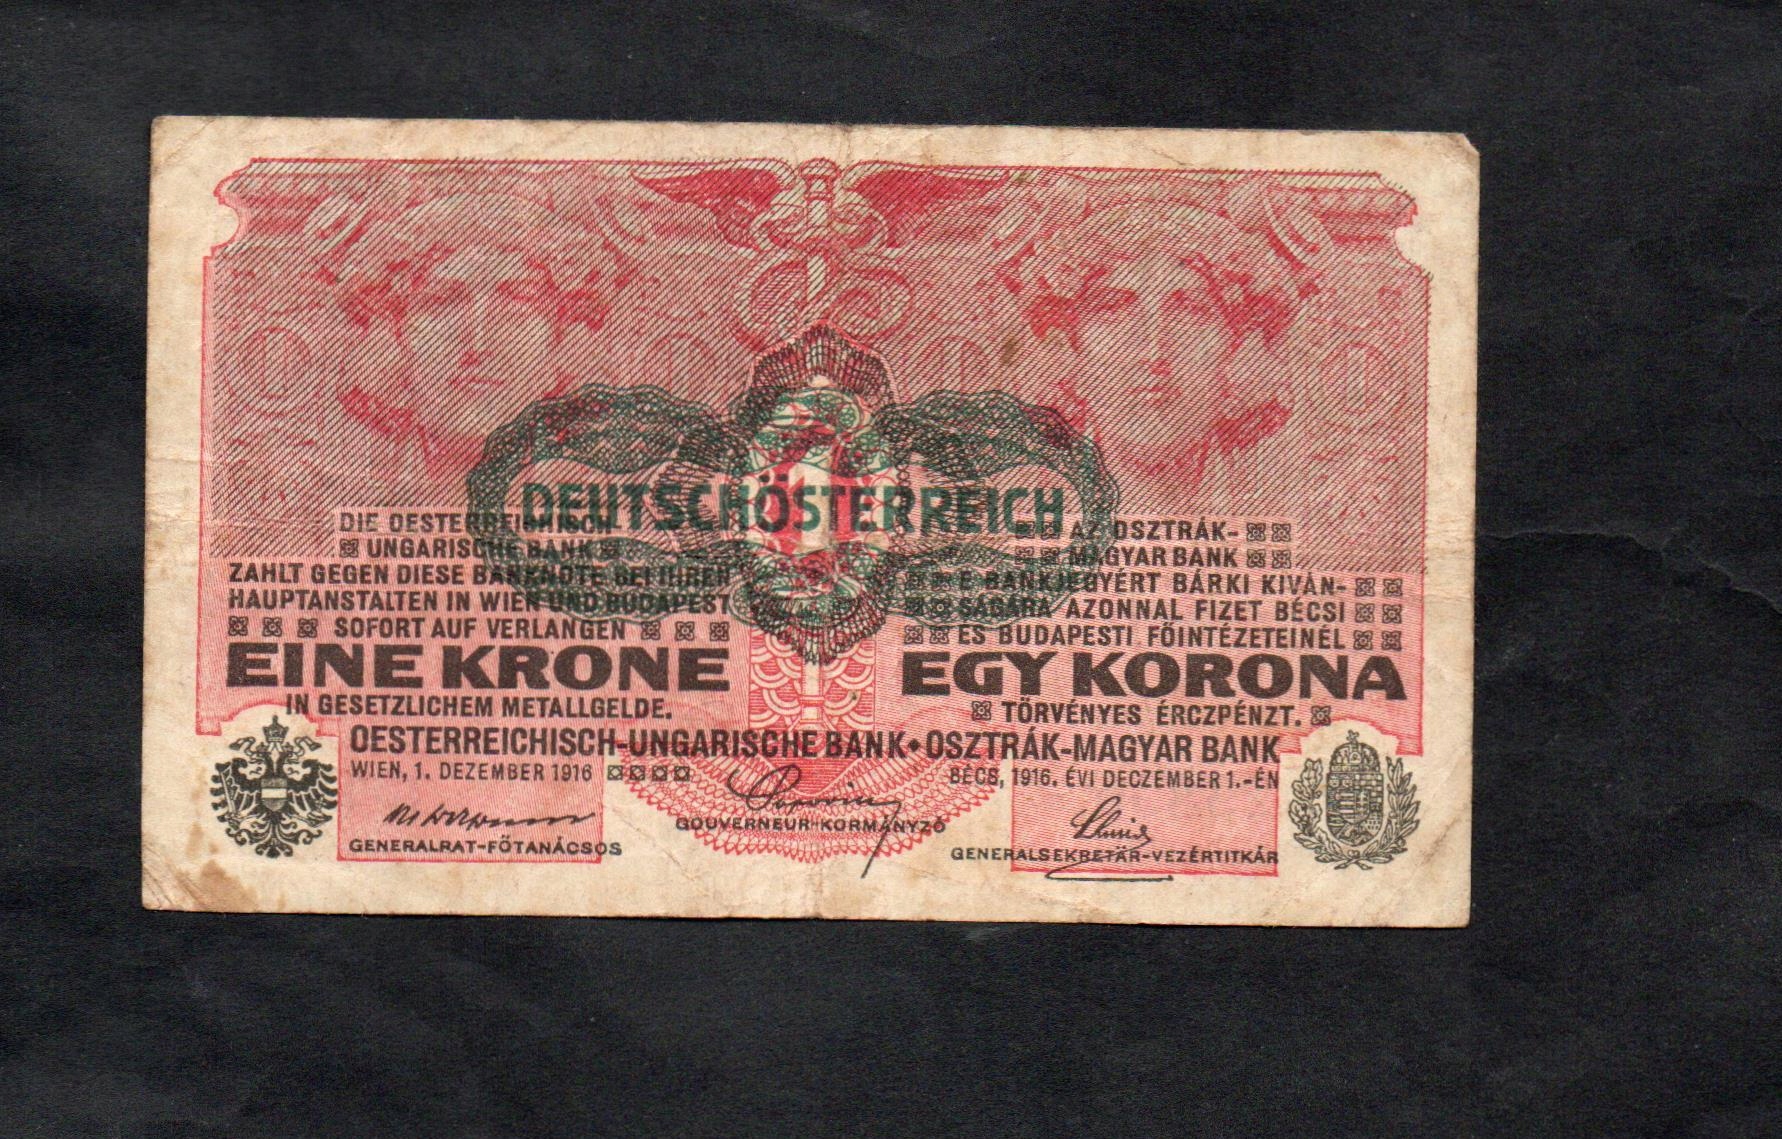 DEUTSCHÖSTERREICH
1
DIE OESTERREICHISCH-
UNGARISCHE BANK
ZAHLT GEGEN DIESE BANKNOTE BEI IHREN
HAUPTANSTALTEN IN WIEN UND BUDAPEST
SOFORT AUF VERLANGEN
EINE KRONE
IN GESETZLICHEM METALLGELDE.
AZ OSZTRÁK-
MAGYAR BANK
E BANKJEGYÉRT BÁRKI KIVÁN-
SÁGÁRA AZONNAL FIZET BÉCSI
ÉS BUDAPESTI FŐINTÉZETEINÉL
EGY KORONA
TÖRVÉNYES ÉRCZPÉNZT.
OESTERREICHISCH-UNGARISCHE BANK • OSZTRÁK-MAGYAR BANK
WIEN, 1. DEZEMBER 1916
BÉCS, 1916. ÉVI DECZEMBER 1.-ÉN
GENERALRAT-FŐTANÁCSOS
GOUVERNEUR-KORMÁNYZÓ
GENERALSEKRETÄR-VEZÉRTITKÁR